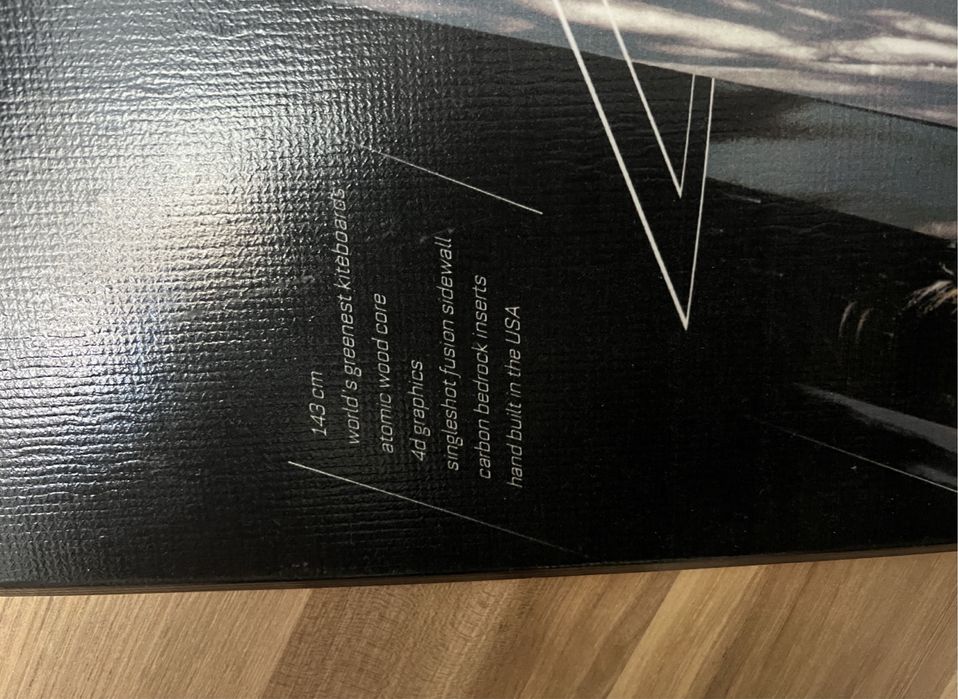 143 cm
world's greenest kiteboards
atomic wood core
4d graphics
singleshot fusion sidewall
carbon bedrock inserts
hand built in the USA